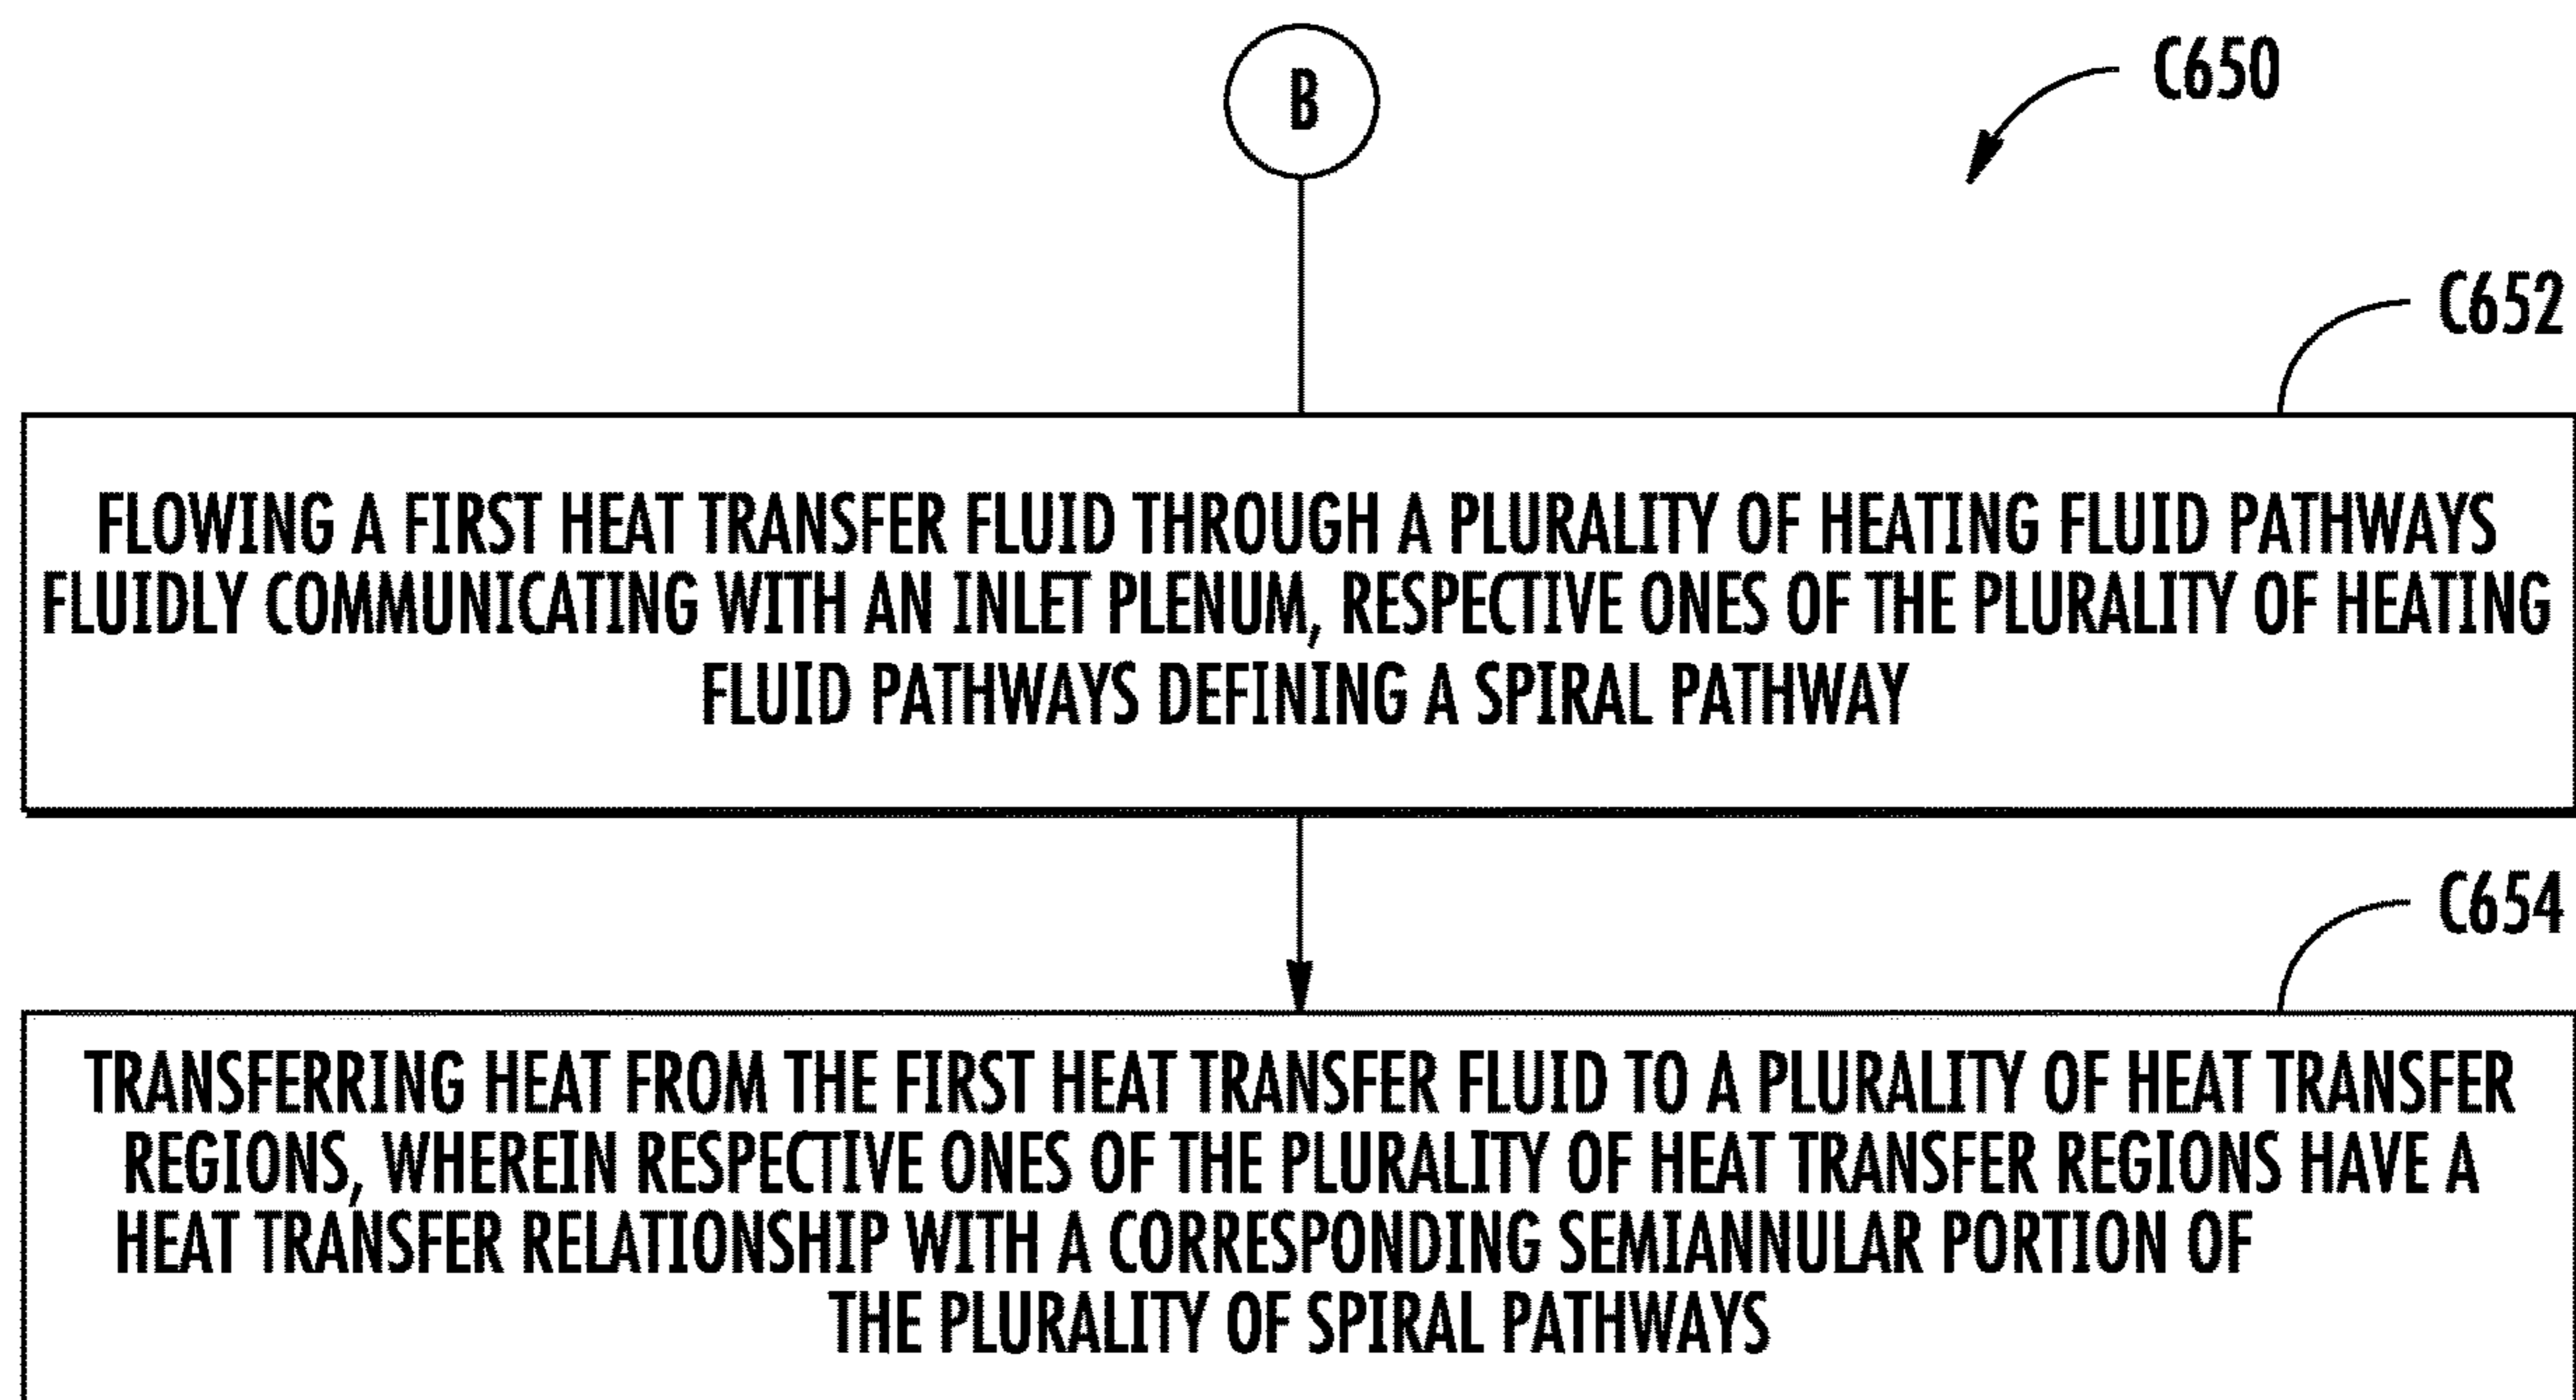 B
C650
C652
FLOWING A FIRST HEAT TRANSFER FLUID THROUGH A PLURALITY OF HEATING FLUID PATHWAYS
FLUIDLY COMMUNICATING WITH AN INLET PLENUM, RESPECTIVE ONES OF THE PLURALITY OF HEATING
FLUID PATHWAYS DEFINING A SPIRAL PATHWAY
C654
TRANSFERRING HEAT FROM THE FIRST HEAT TRANSFER FLUID TO A PLURALITY OF HEAT TRANSFER
REGIONS, WHEREIN RESPECTIVE ONES OF THE PLURALITY OF HEAT TRANSFER REGIONS HAVE A
HEAT TRANSFER RELATIONSHIP WITH A CORRESPONDING SEMIANNULAR PORTION OF
THE PLURALITY OF SPIRAL PATHWAYS